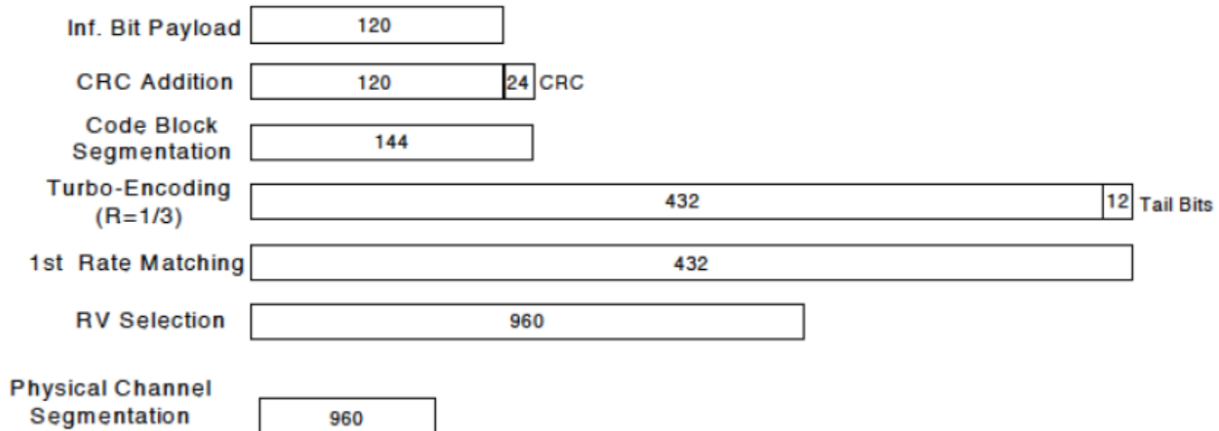 Inf. Bit Payload 120
CRC Addition 120 24 CRC
Code Block
Segmentation 144
Turbo-Encoding
(R=1/3) 432 12 Tail Bits
1st Rate Matching 432
RV Selection 960
Physical Channel
Segmentation 960